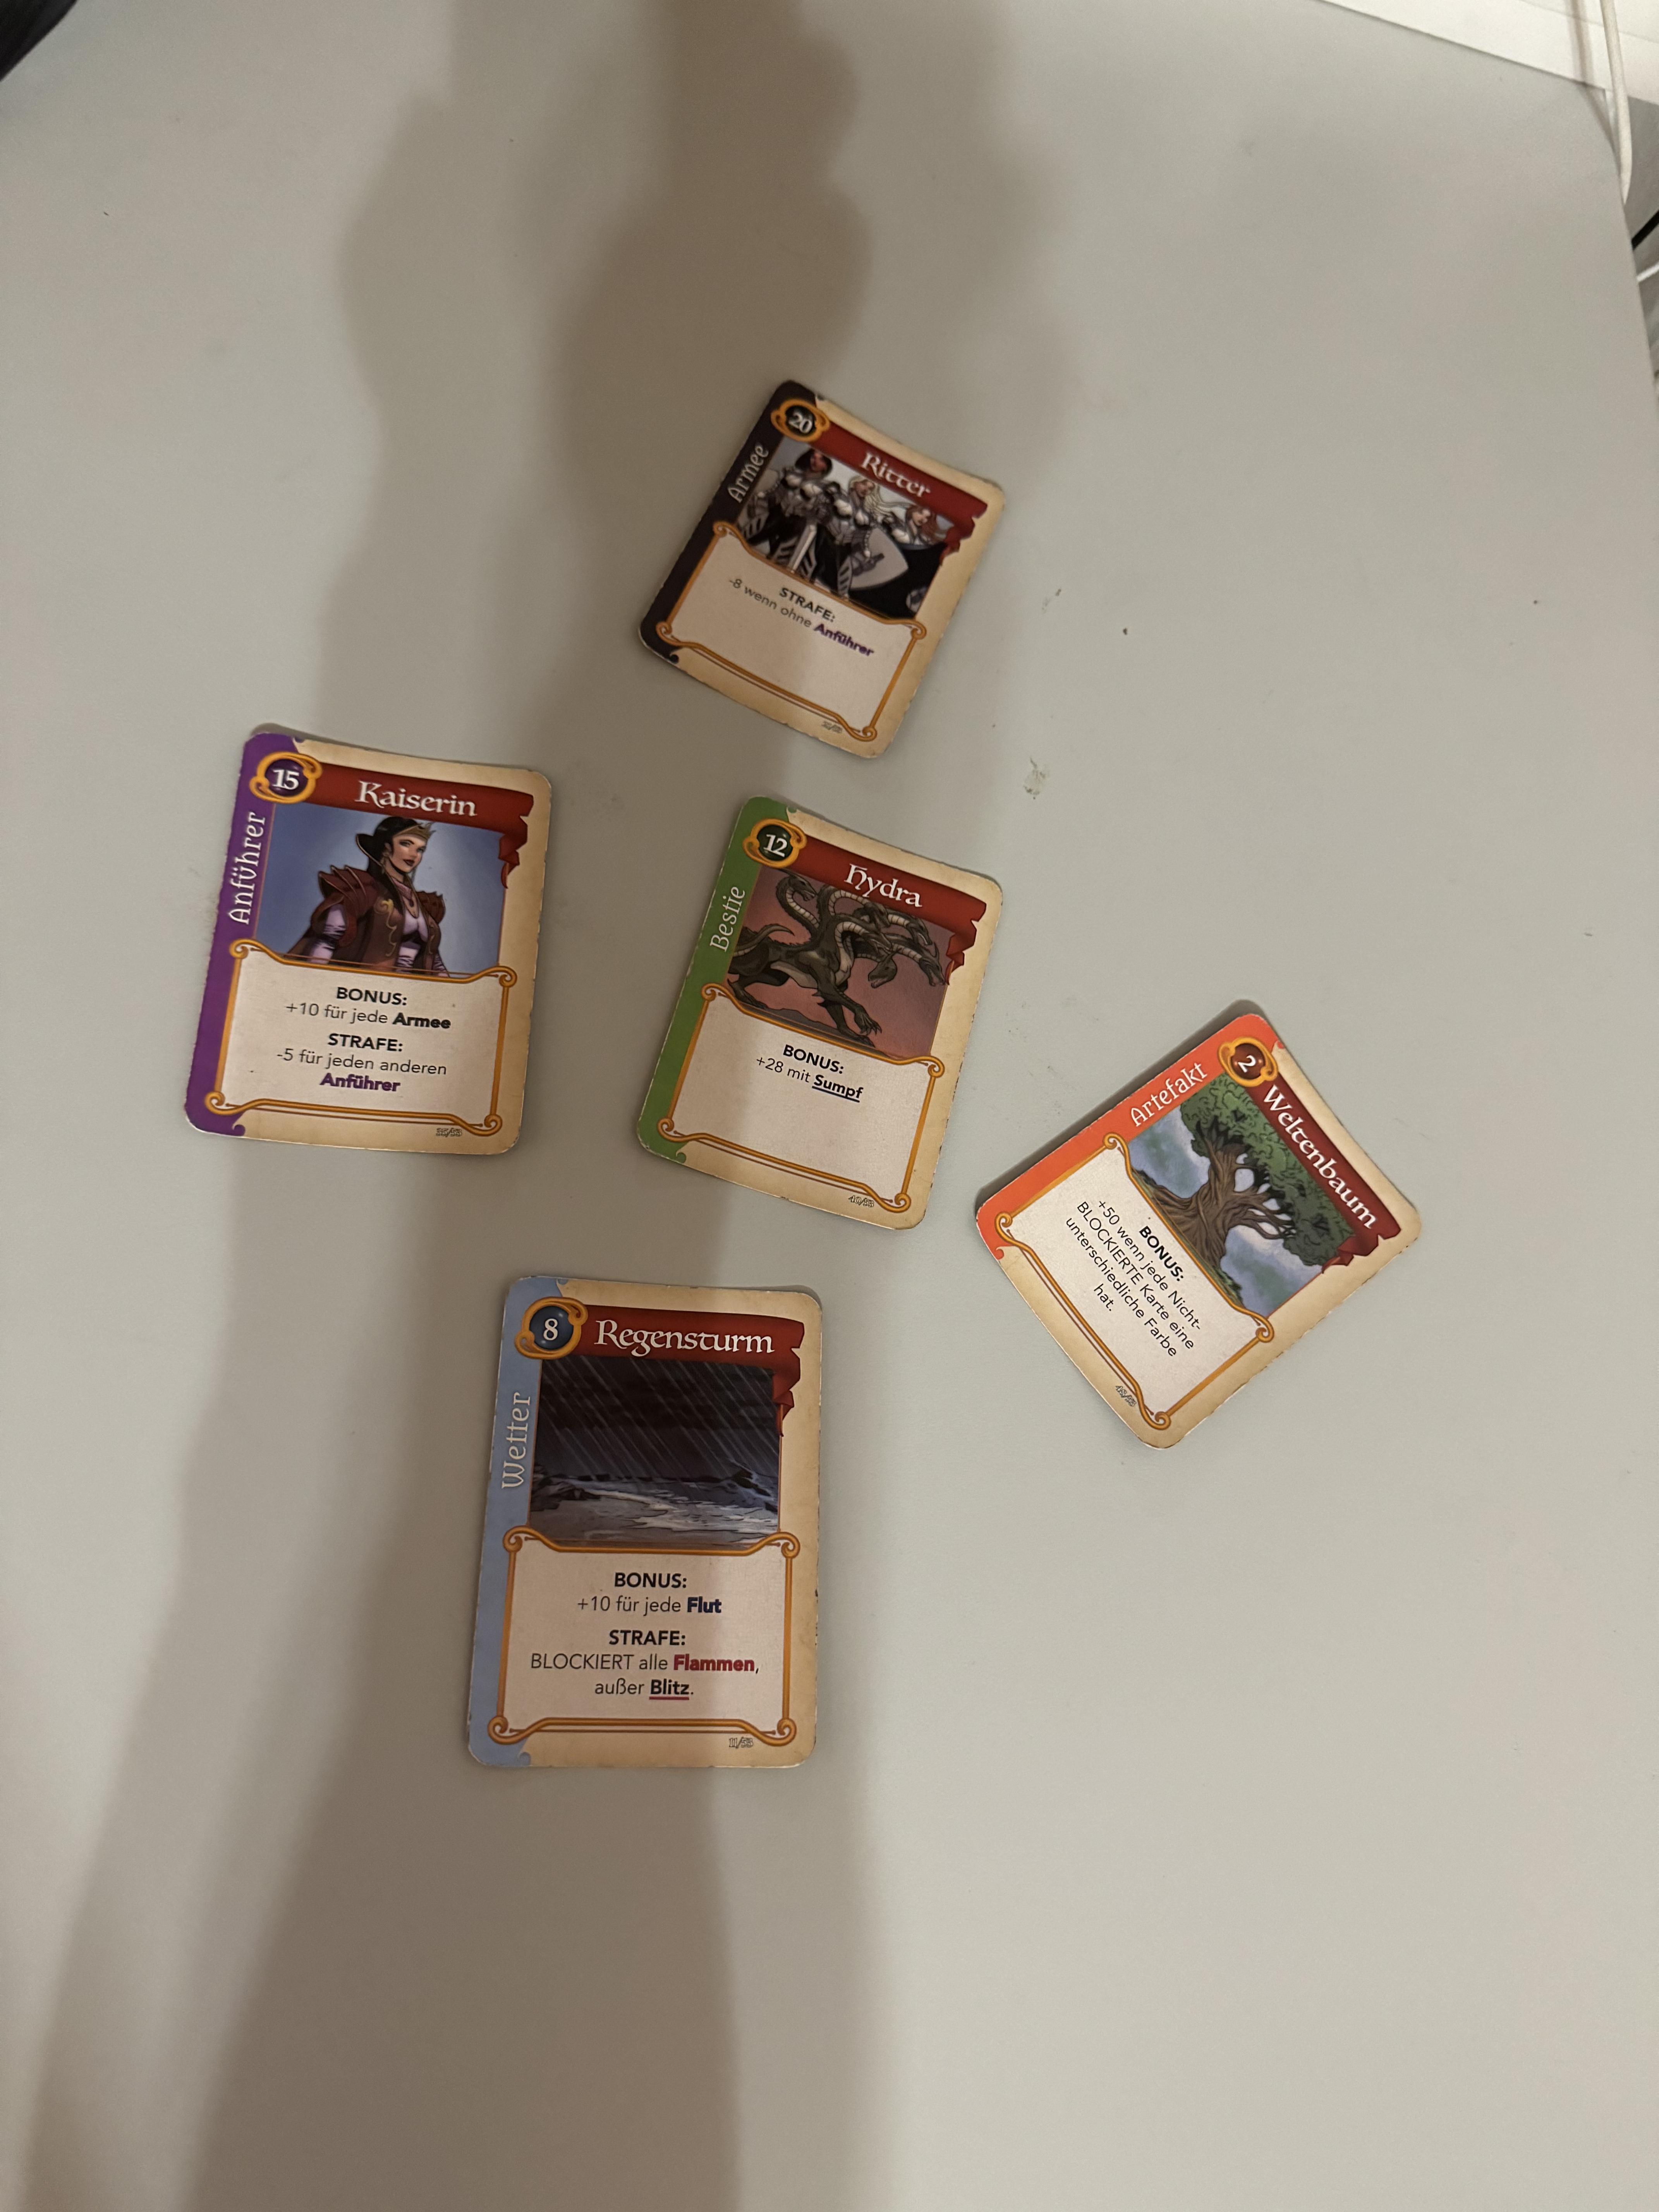 20
Ritter
Armee
STRAFE:
-8 wenn ohne Anführer
15
Kaiserin
Anführer
BONUS:
+10 für jede Armee
STRAFE:
-5 für jeden anderen
Anführer
12
Hydra
Bestie
BONUS:
+28 mit Sumpf
2
Weltenbaum
Artefakt
BONUS:
+50 wenn jede Nicht-
BLOCKIERTE Karte eine
unterschiedliche Farbe
hat.
8
Regensturm
Wetter
BONUS:
+10 für jede Flut
STRAFE:
BLOCKIERT alle Flammen,
außer Blitz.
11/53